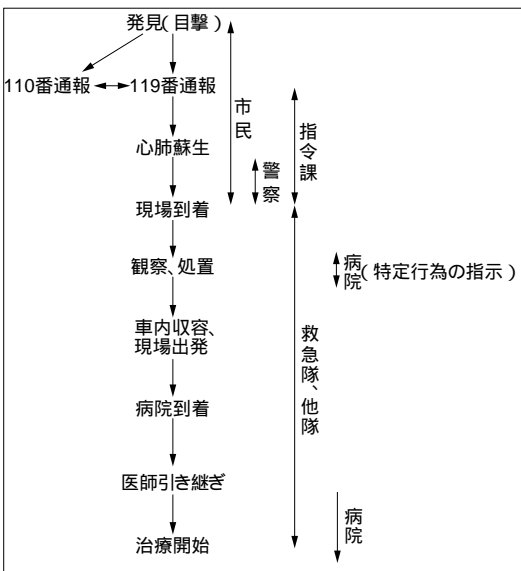 発見(目撃)
110番通報
119番通報
市民
指令課
心肺蘇生
警察
現場到着
観察、処置
病院(特定行為の指示)
車内収容、
現場出発
救急隊、他隊
病院到着
医師引き継ぎ
病院
治療開始